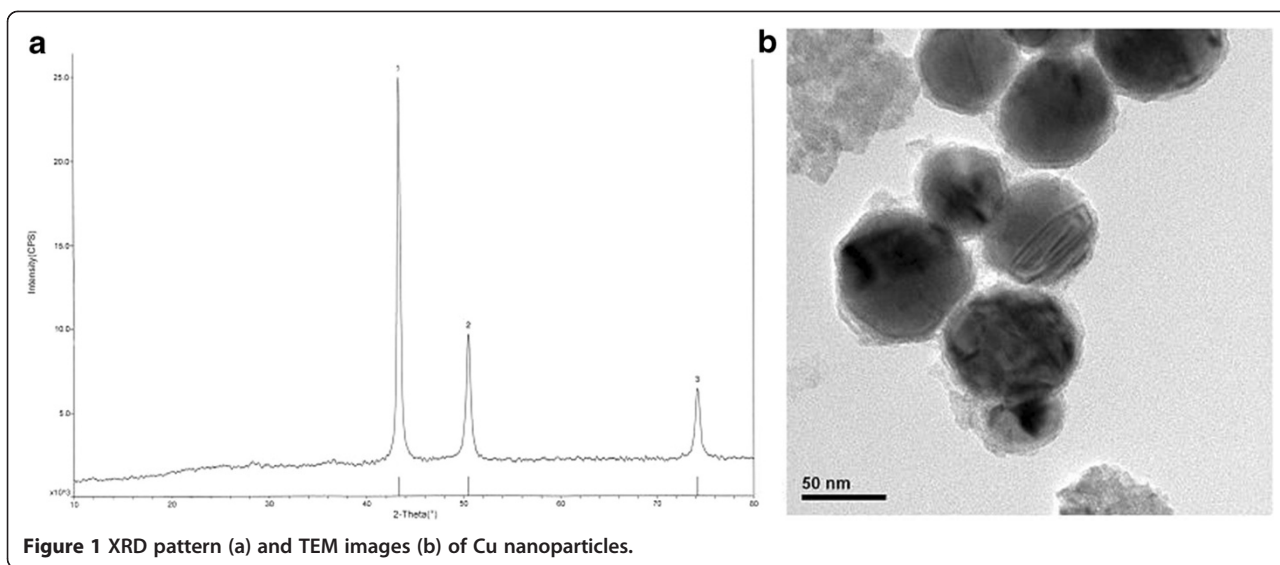 a
25.0
20.0
15.0
10.0
5.0
x10^3
Intensity(CPS)
1
2
3
10
20
30
40
50
60
70
80
2-Theta(°)
b
50 nm
Figure 1 XRD pattern (a) and TEM images (b) of Cu nanoparticles.